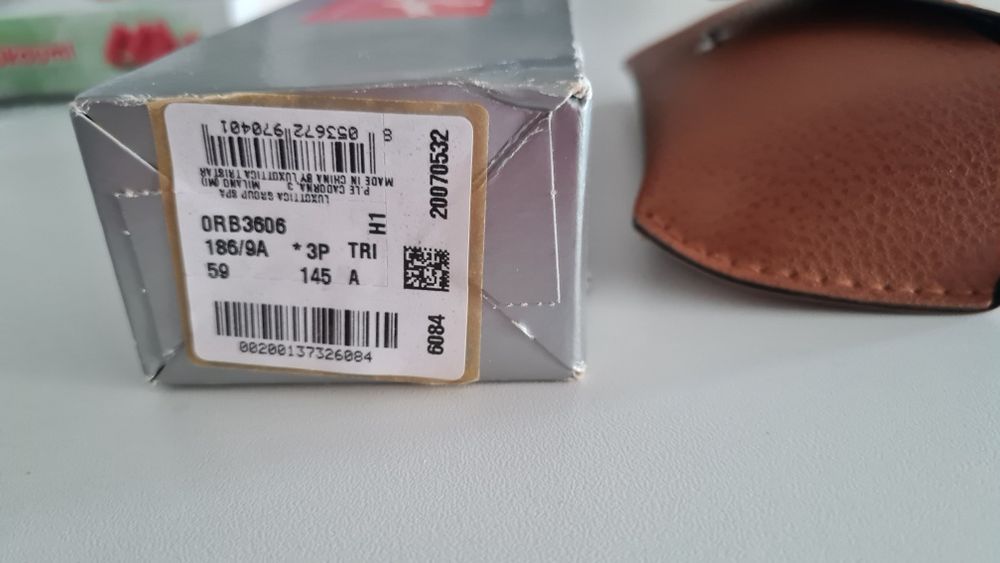 8 053672 970401
MADE IN CHINA BY LUXOTTICA TRISTAR
P.LE CADORNA, 3 MILANO (MI)
LUXOTTICA GROUP SPA
0RB3606 H1
186/9A * 3P TRI
59 145 A
00200137326084
20070532
6084